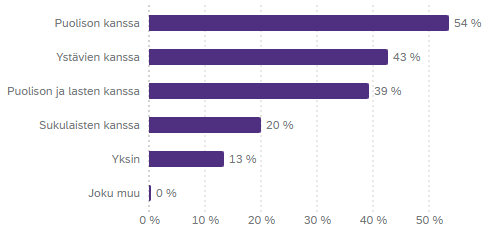 Puolison kanssa 54 %
Ystävien kanssa 43 %
Puolison ja lasten kanssa 39 %
Sukulaisten kanssa 20 %
Yksin 13 %
Joku muu 0 %
0 % 10 % 20 % 30 % 40 % 50 %